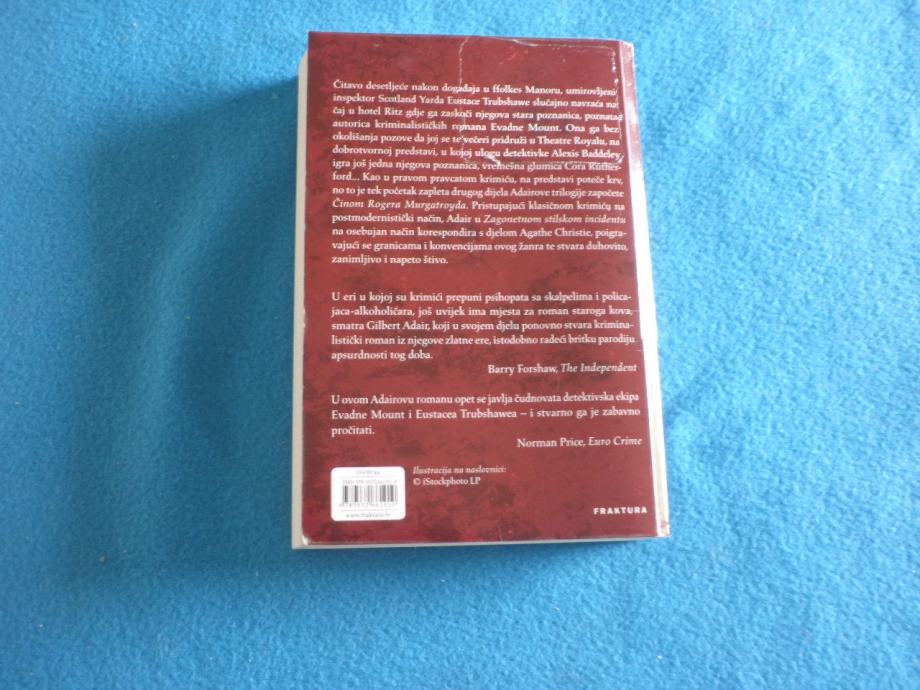 Čitavo desetljeće nakon događaja u ffolkes Manoru, umirovljeni
inspektor Scotland Yarda Eustace Trubshawe slučajno navraća na
čaj u hotel Ritz gdje ga zaskoči njegova stara poznanica, poznata
autorica kriminalističkih romana Evadne Mount. Ona ga bez
okolišanja pozove da joj se te večeri pridruži u Theatre Royalu, na
dobrotvornoj predstavi, u kojoj ulogu detektivke Alexis Baddeley
igra još jedna njegova poznanica, vremešna glumica Cora Ruther-
ford... Kao u pravom pravcatom krimiću, na predstavi poteče krv,
no to je tek početak zapleta drugog dijela Adairove trilogije započete
Činom Rogera Murgatroyda. Pristupajući klasičnom krimiću na
postmodernistički način, Adair u Zagonetnom stilskom incidentu
na osebujan način korespondira s djelom Agathe Christie, poigra-
vajući se granicama i konvencijama ovog žanra te stvara duhovito,
zanimljivo i napeto štivo.
U eri u kojoj su krimići prepuni psihopata sa skalpelima i polica-
jaca-alkoholičara, još uvijek ima mjesta za roman staroga kova,
smatra Gilbert Adair, koji u svojem djelu ponovno stvara krimina-
listički roman iz njegove zlatne ere, istodobno radeći britku parodiju
apsurdnosti tog doba.
Barry Forshaw, The Independent
U ovom Adairovu romanu opet se javlja čudnovata detektivska ekipa
Evadne Mount i Eustacea Trubshawea – i stvarno ga je zabavno
pročitati.
Norman Price, Euro Crime
Ilustracija na naslovnici:
© iStockphoto LP
www.fraktura.hr
FRAKTURA